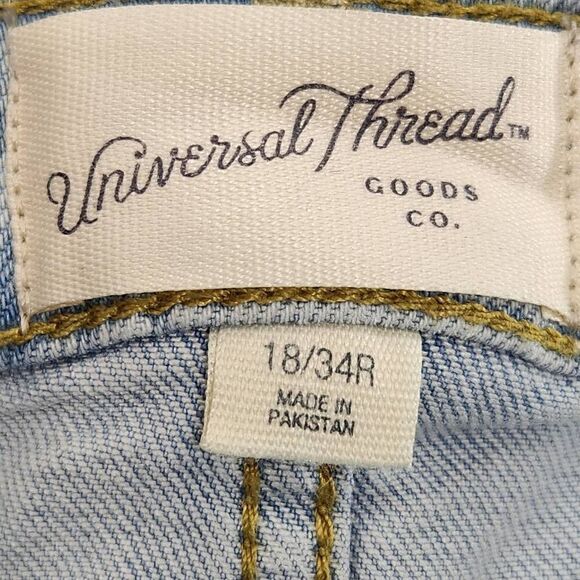 Universal Thread™
GOODS
CO.
18/34R
MADE IN
PAKISTAN